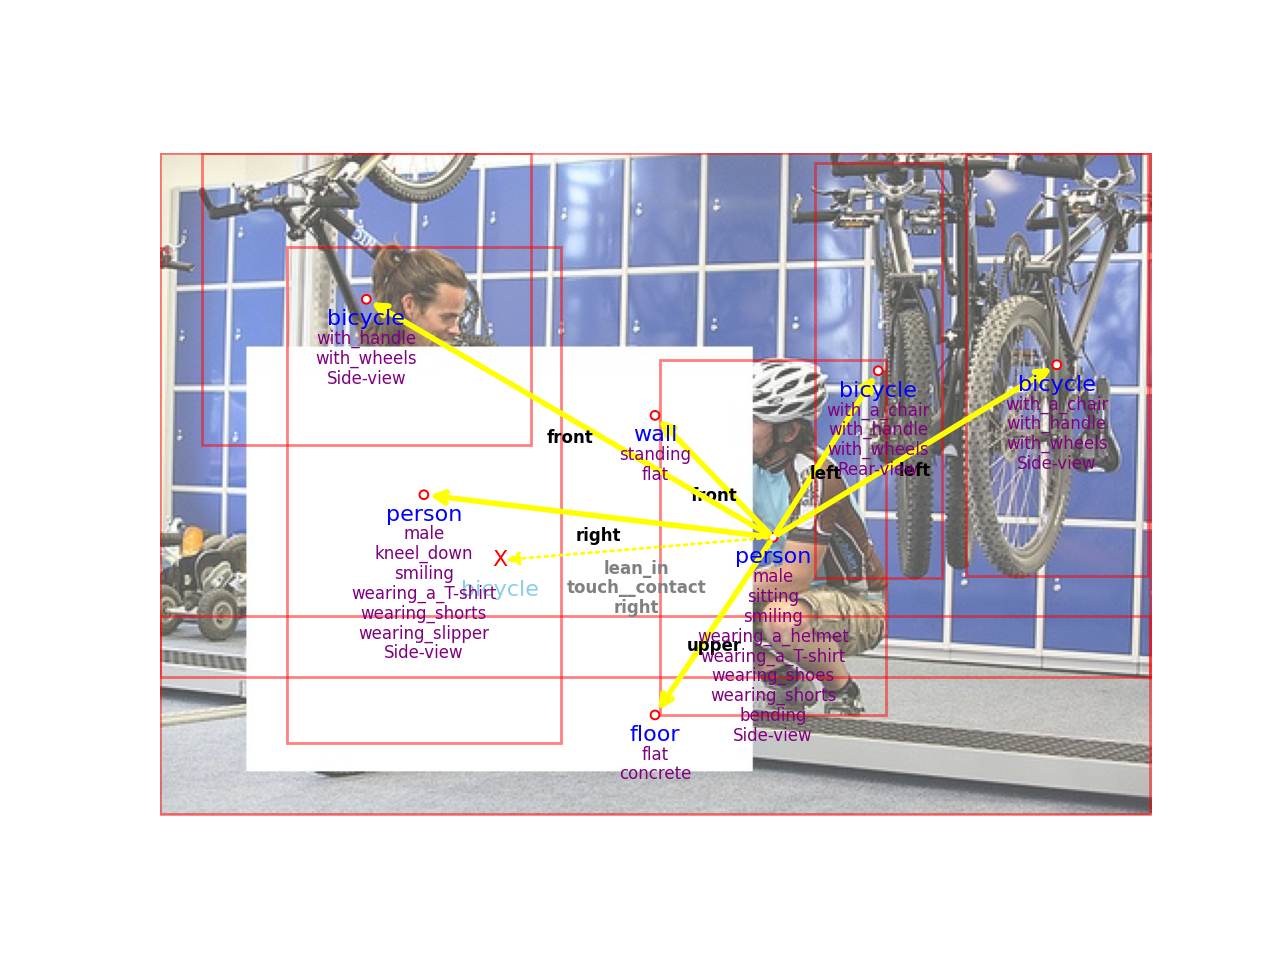 bicycle
with_handle
with_wheels
Side-view
bicycle
with_a_chair
with_handle
with_wheels
Rear-view
bicycle
with_a_chair
with_handle
with_wheels
Side-view
front
wall
standing
flat
left
left
front
person
male
kneel_down
smiling
wearing_a_T-shirt
wearing_shorts
wearing_slipper
Side-view
right
X
bicycle
lean_in
touch__contact
right
person
male
sitting
smiling
wearing_a_helmet
wearing_a_T-shirt
wearing_shoes
wearing_shorts
bending
Side-view
upper
floor
flat
concrete